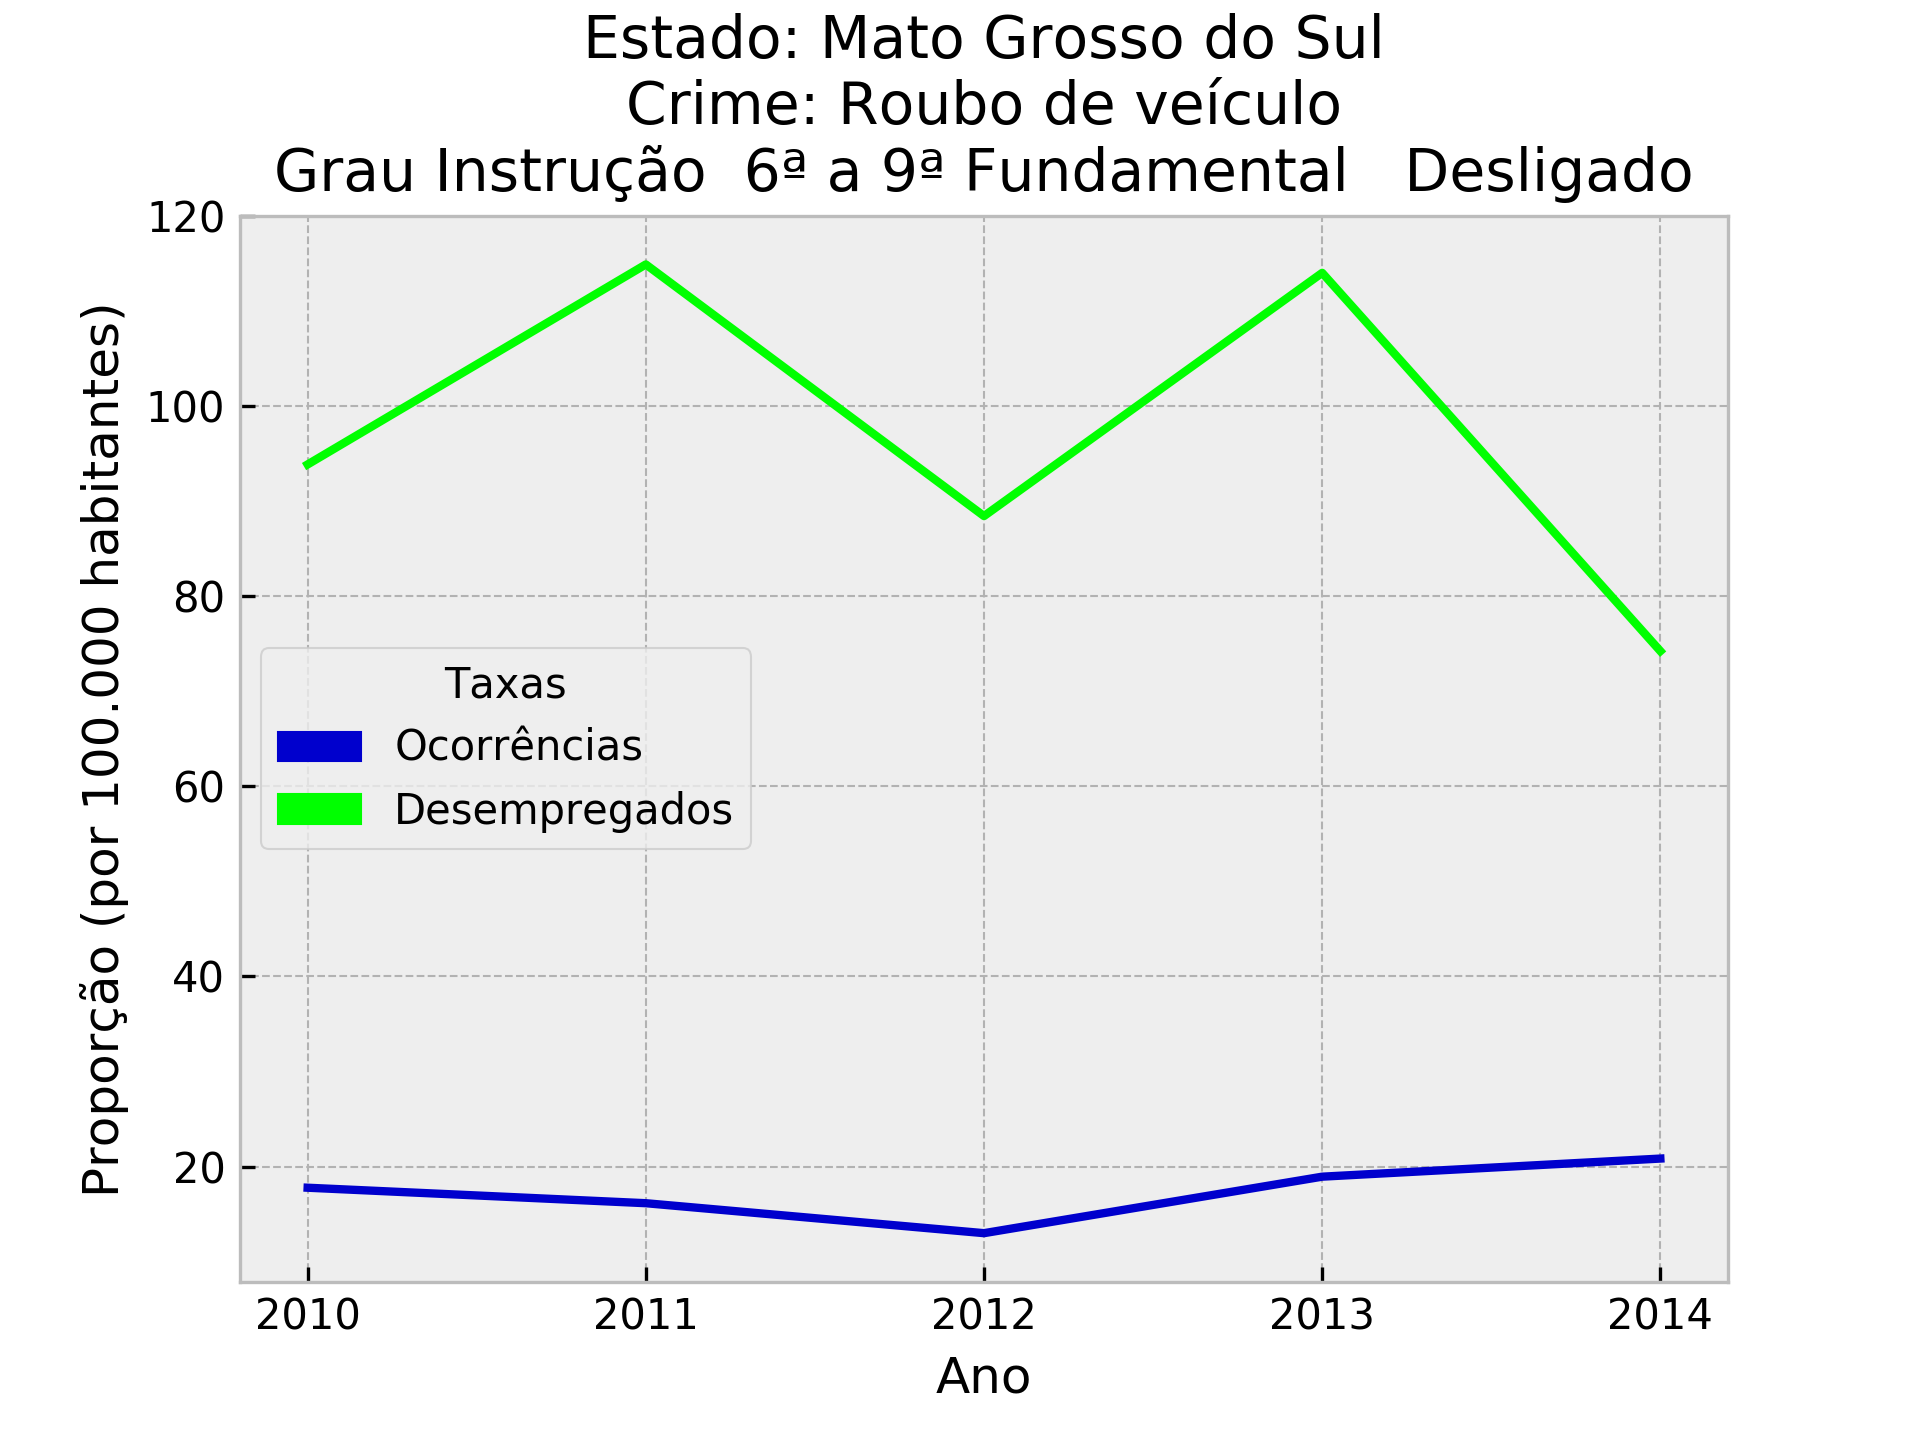 Estado: Mato Grosso do Sul
Crime: Roubo de veículo
Grau Instrução  6ª a 9ª Fundamental   Desligado
Proporção (por 100.000 habitantes)
120
100
80
60
40
20
Taxas
Ocorrências
Desempregados
2010 2011 2012 2013 2014
Ano